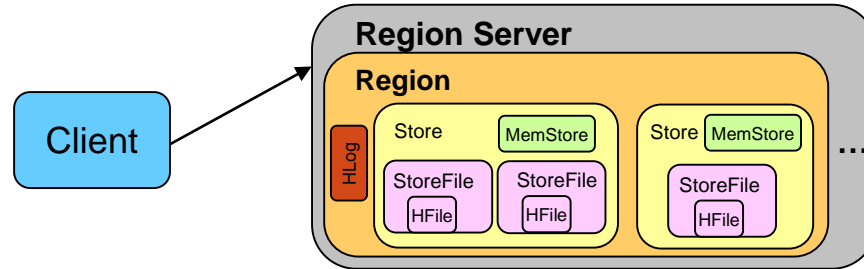 Region Server
Region
Client
HLog
Store
MemStore
StoreFile
HFile
StoreFile
HFile
Store
MemStore
StoreFile
HFile
...